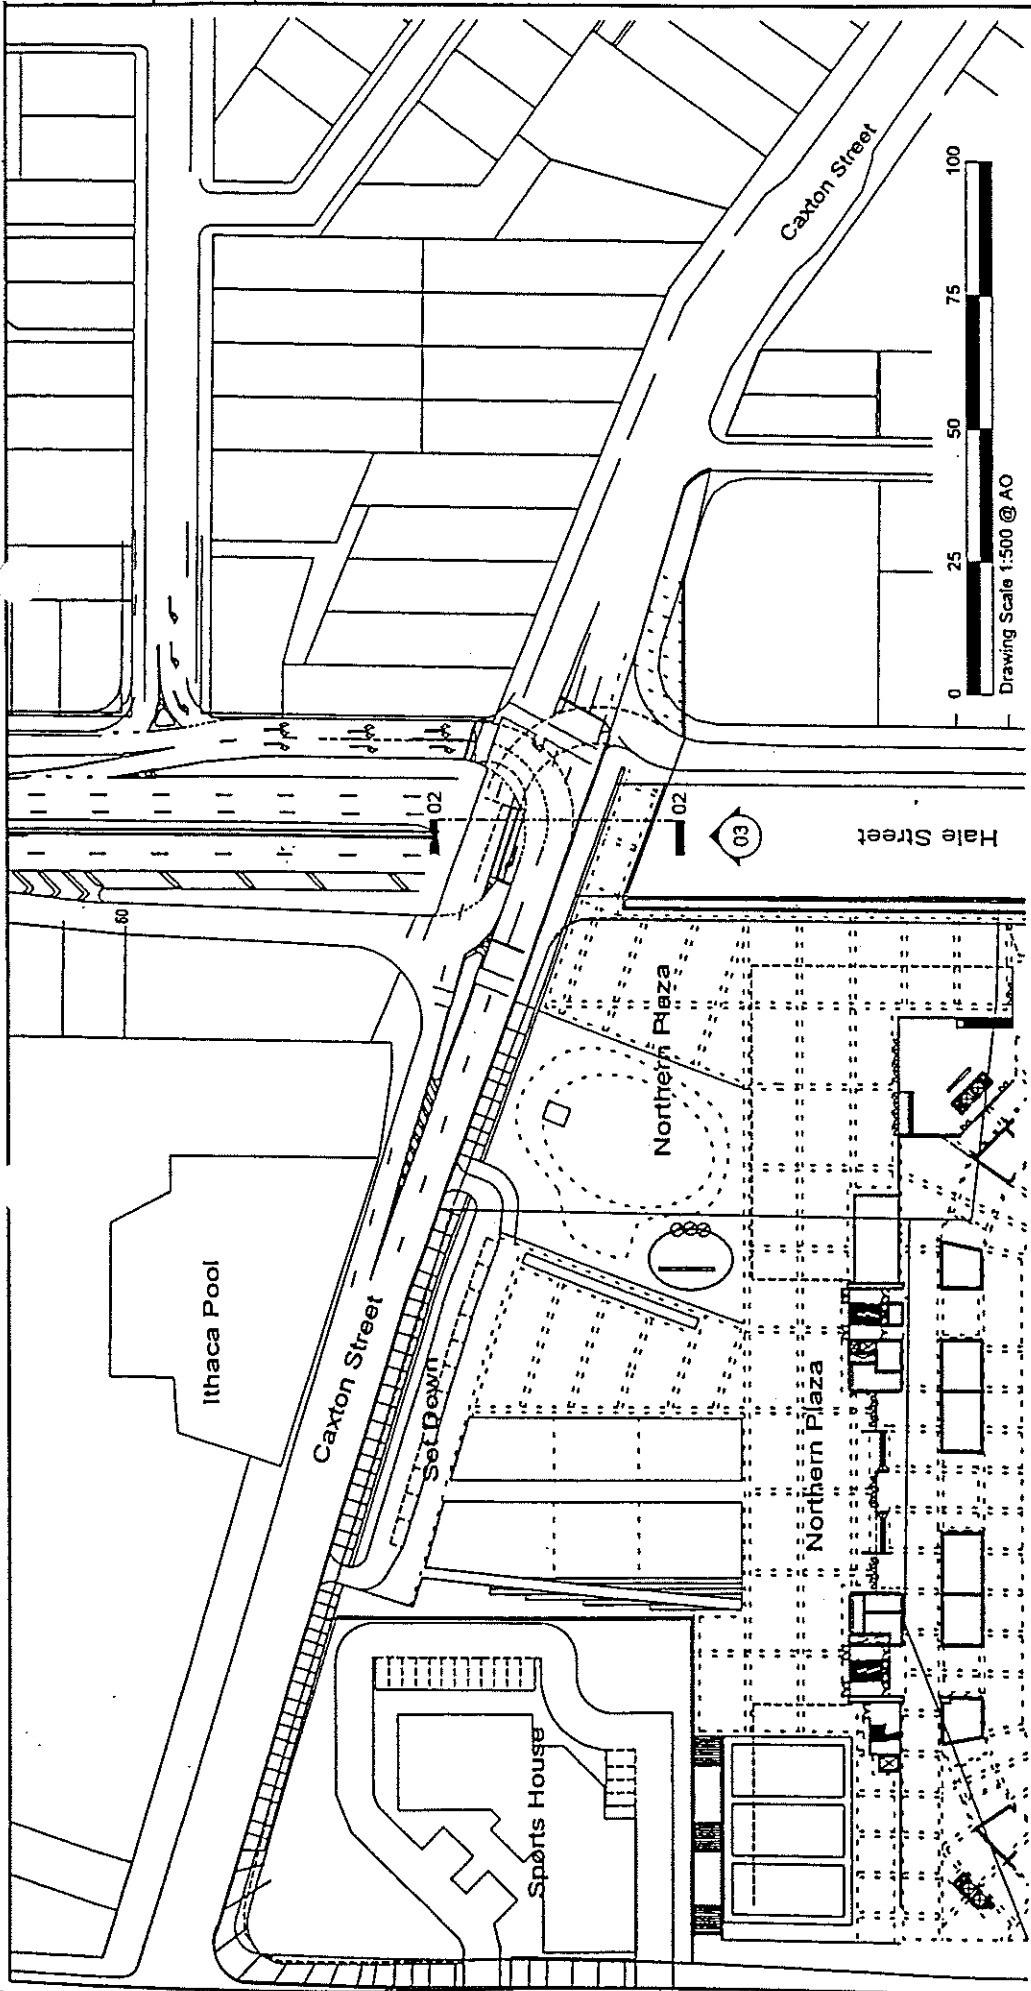 Caxton Street
0 25 50 75 100
Drawing Scale 1:500 @ AO
02
02
03
Hale Street
60
Northern Plaza
Ithaca Pool
Caxton Street
Set Down
Northern Plaza
Sports House